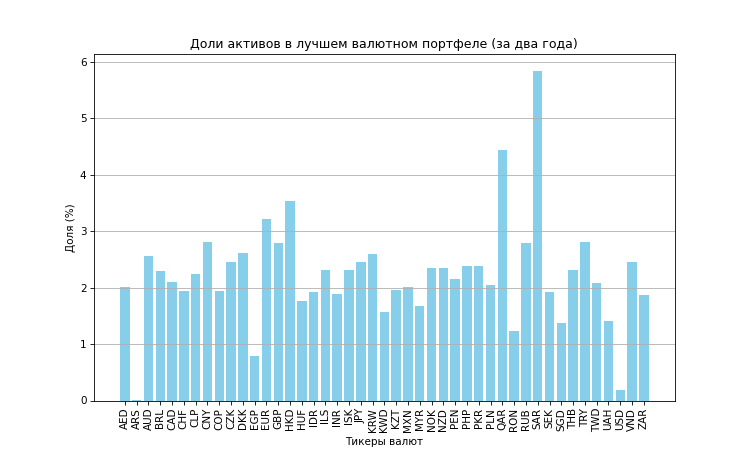 Доли активов в лучшем валютном портфеле (за два года)
Доля (%)
6
5
4
3
2
1
0
AED ARS AUD BRL CAD CHF CLP CNY COP CZK DKK EGP EUR GBP HKD HUF IDR ILS INR ISK JPY KRW KWD KZT MXN MYR NOK NZD PEN PHP PKR PLN QAR RON RUB SAR SEK SGD THB TRY TWD UAH USD VND ZAR
Тикеры валют